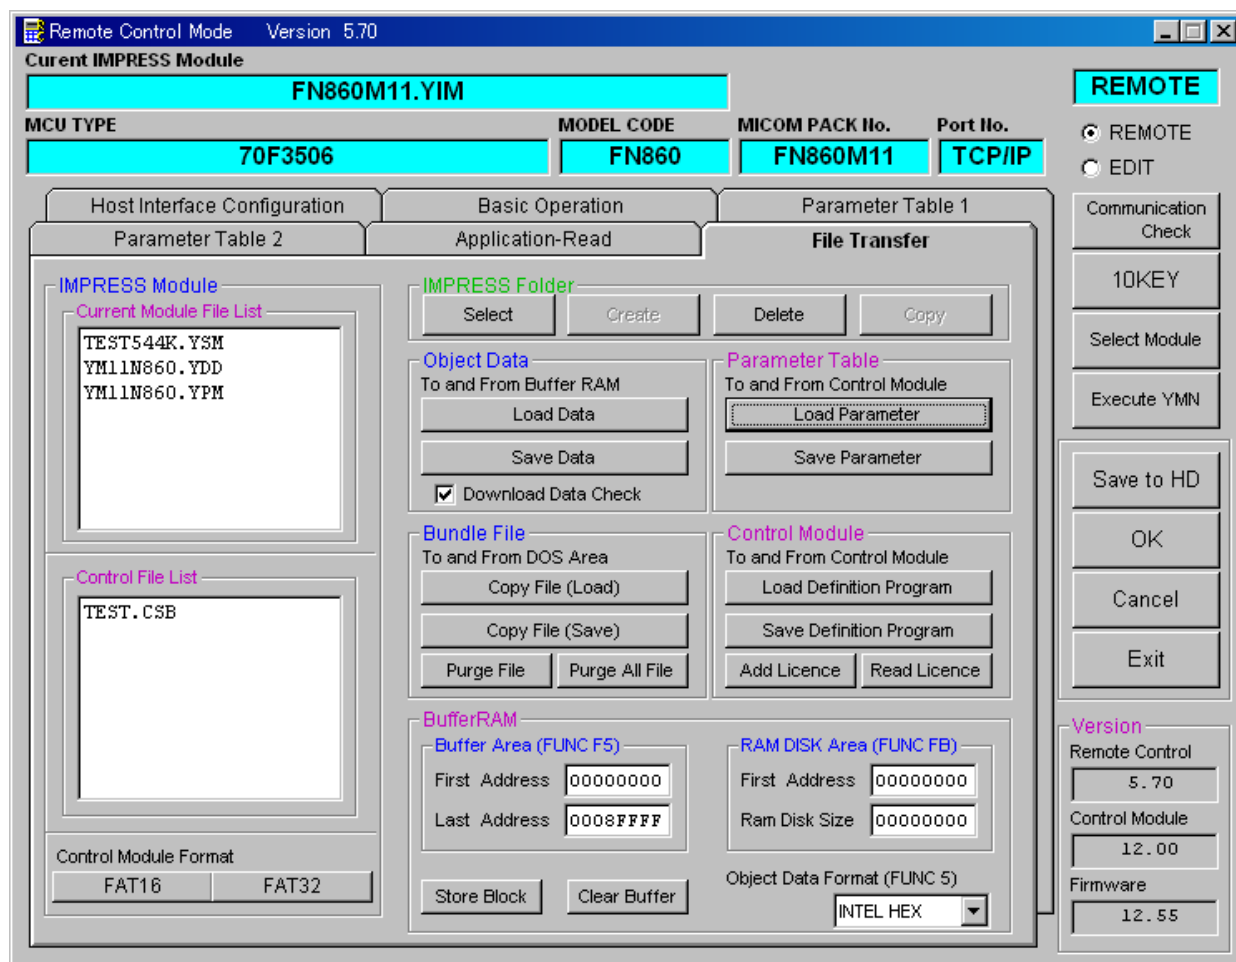 Remote Control Mode Version 5.70
Curent IMPRESS Module
FN860M11.YIM
MCU TYPE MODEL CODE MICOM PACK No. Port No.
70F3506 FN860 FN860M11 TCP/IP
REMOTE
REMOTE
EDIT
Host Interface Configuration Basic Operation Parameter Table 1
Parameter Table 2 Application-Read File Transfer
IMPRESS Module
Current Module File List
TEST544K.YSM
YM11N860.YDD
YM11N860.YPM
Control File List
TEST.CSB
Control Module Format
FAT16 FAT32
IMPRESS Folder
Select Create Delete Copy
Object Data
To and From Buffer RAM
Load Data
Save Data
Download Data Check
Parameter Table
To and From Control Module
Load Parameter
Save Parameter
Bundle File
To and From DOS Area
Copy File (Load)
Copy File (Save)
Purge File Purge All File
Control Module
To and From Control Module
Load Definition Program
Save Definition Program
Add Licence Read Licence
BufferRAM
Buffer Area (FUNC F5)
First Address 00000000
Last Address 0008FFFF
RAM DISK Area (FUNC FB)
First Address 00000000
Ram Disk Size 00000000
Store Block Clear Buffer
Object Data Format (FUNC 5)
INTEL HEX
Communication
Check
10KEY
Select Module
Execute YMN
Save to HD
OK
Cancel
Exit
Version
Remote Control
5.70
Control Module
12.00
Firmware
12.55